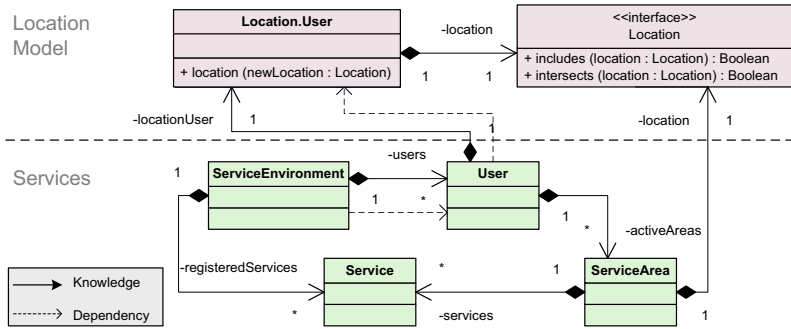 Location
Model
Location.User
+ location (newLocation : Location)
-location
1
1
<<interface>>
Location
+ includes (location : Location) : Boolean
+ intersects (location : Location) : Boolean
-locationUser
1
1
-location
1
Services
1
ServiceEnvironment
-users
1
*
User
1
*
-activeAreas
-registeredServices
*
Service
*
-services
1
ServiceArea
1
Knowledge
Dependency